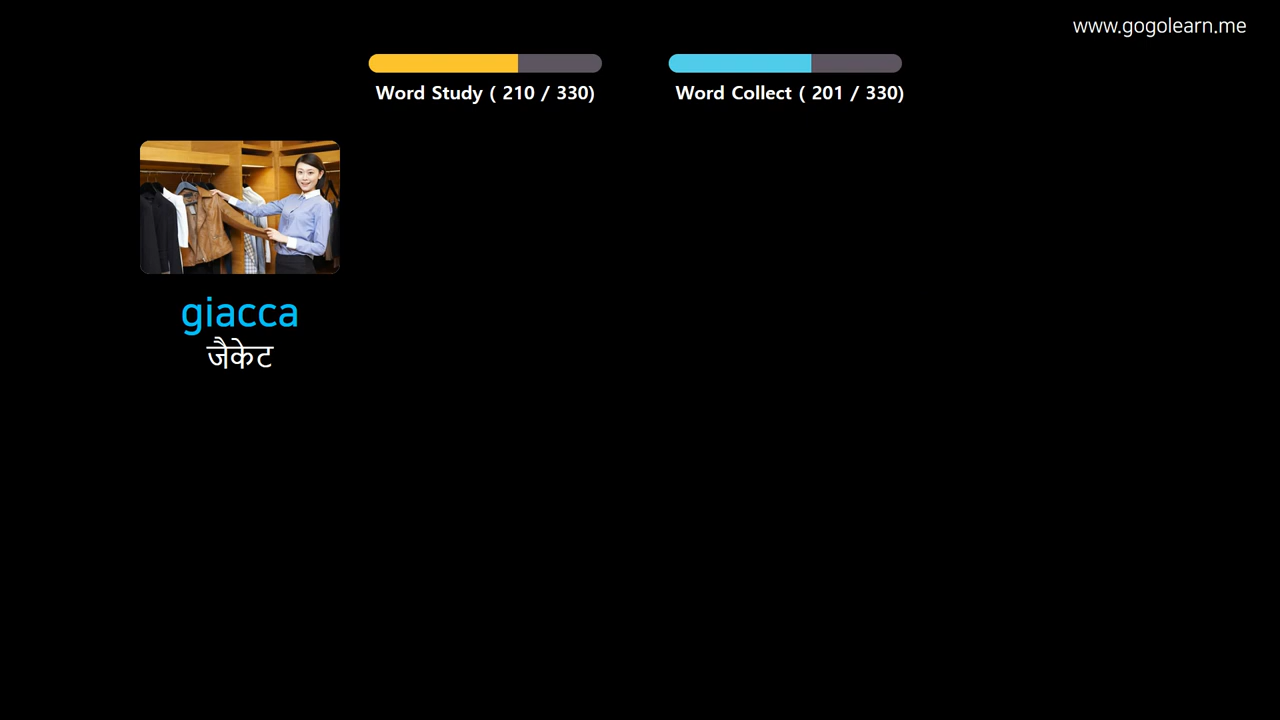 www.gogolearn.me
Word Study ( 210 / 330)
Word Collect ( 201 / 330)
giacca
जैकेट